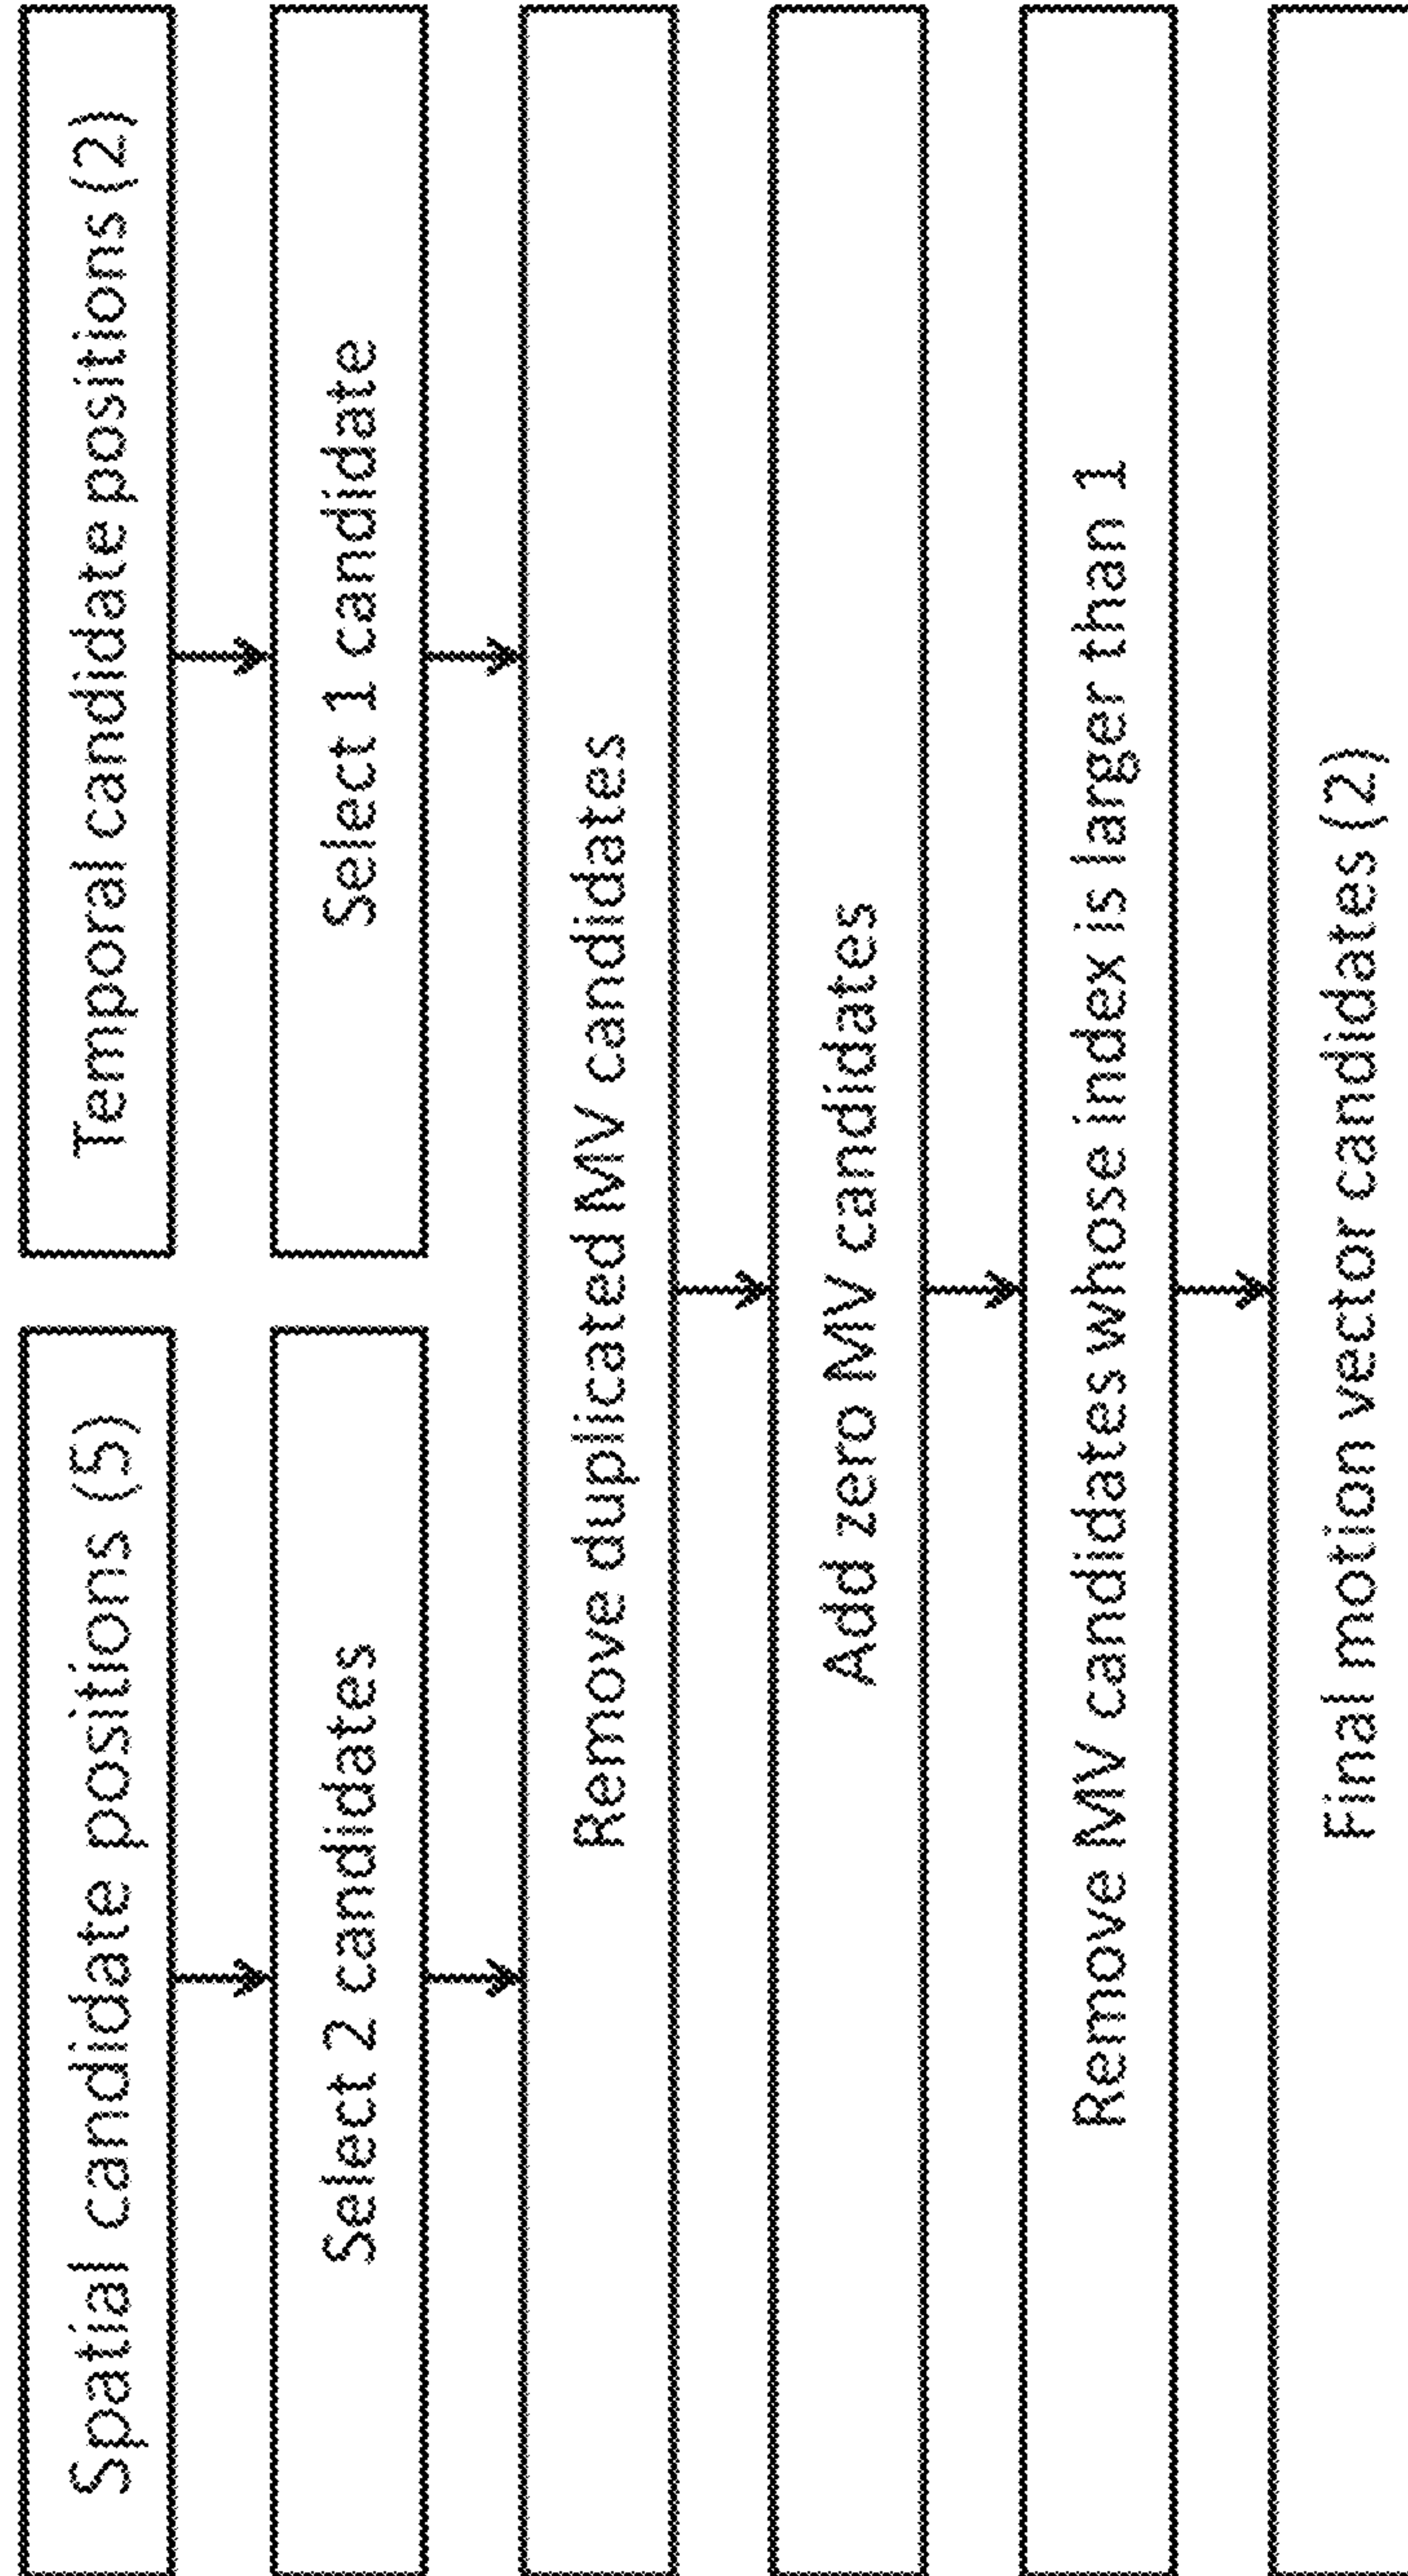 Spatial candidate positions (5)
Temporal candidate positions (2)
Select 2 candidates
Select 1 candidate
Remove duplicated MV candidates
Add zero MV candidates
Remove MV candidates whose index is larger than 1
Final motion vector candidates (2)